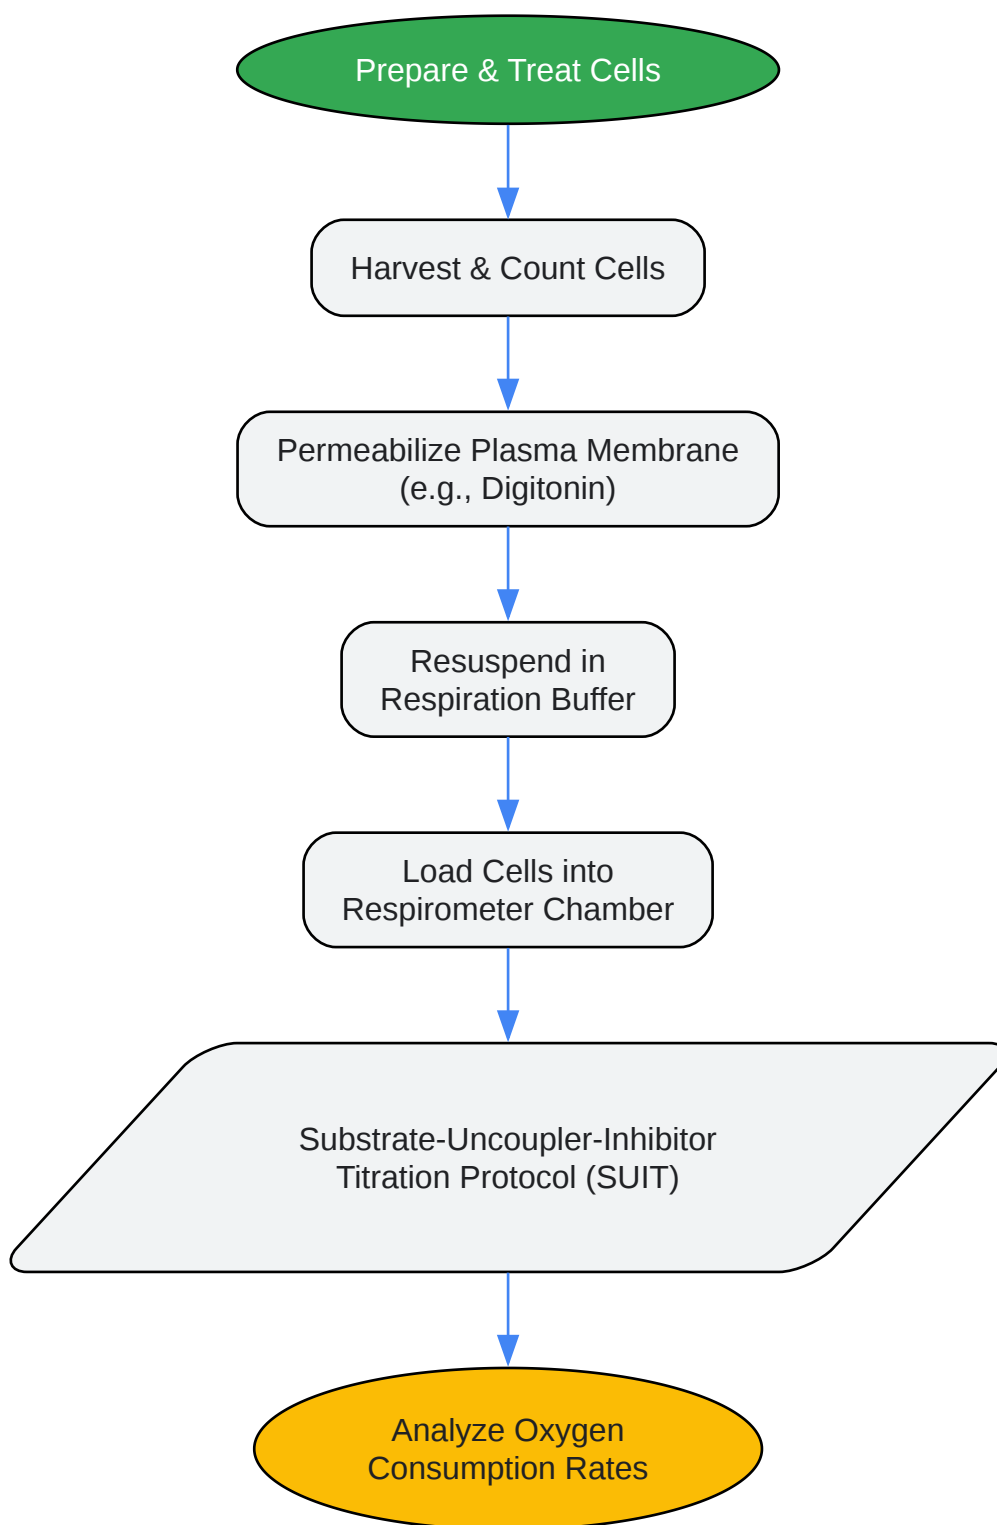 Prepare & Treat Cells
Harvest & Count Cells
Permeabilize Plasma Membrane
(e.g., Digitonin)
Resuspend in
Respiration Buffer
Load Cells into
Respirometer Chamber
Substrate-Uncoupler-Inhibitor
Titration Protocol (SUIT)
Analyze Oxygen
Consumption Rates